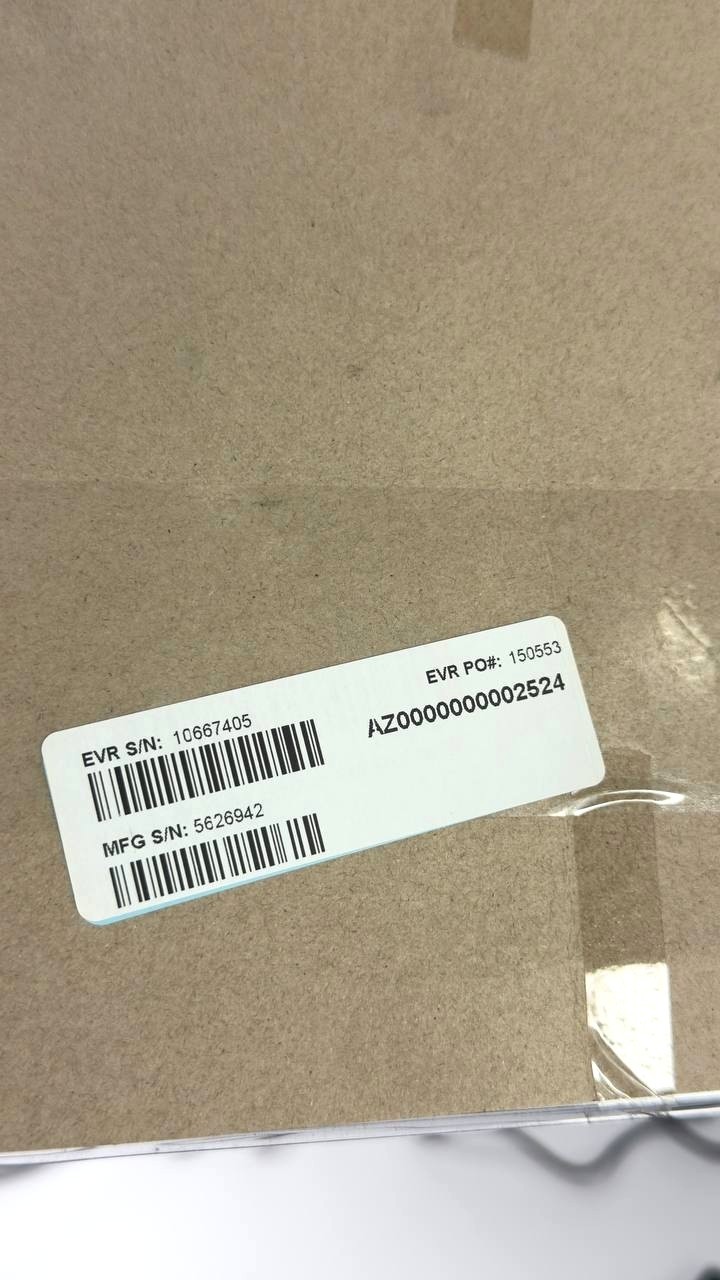 EVR PO#: 150553
AZ0000000002524
EVR S/N: 10667405
MFG S/N: 5626942